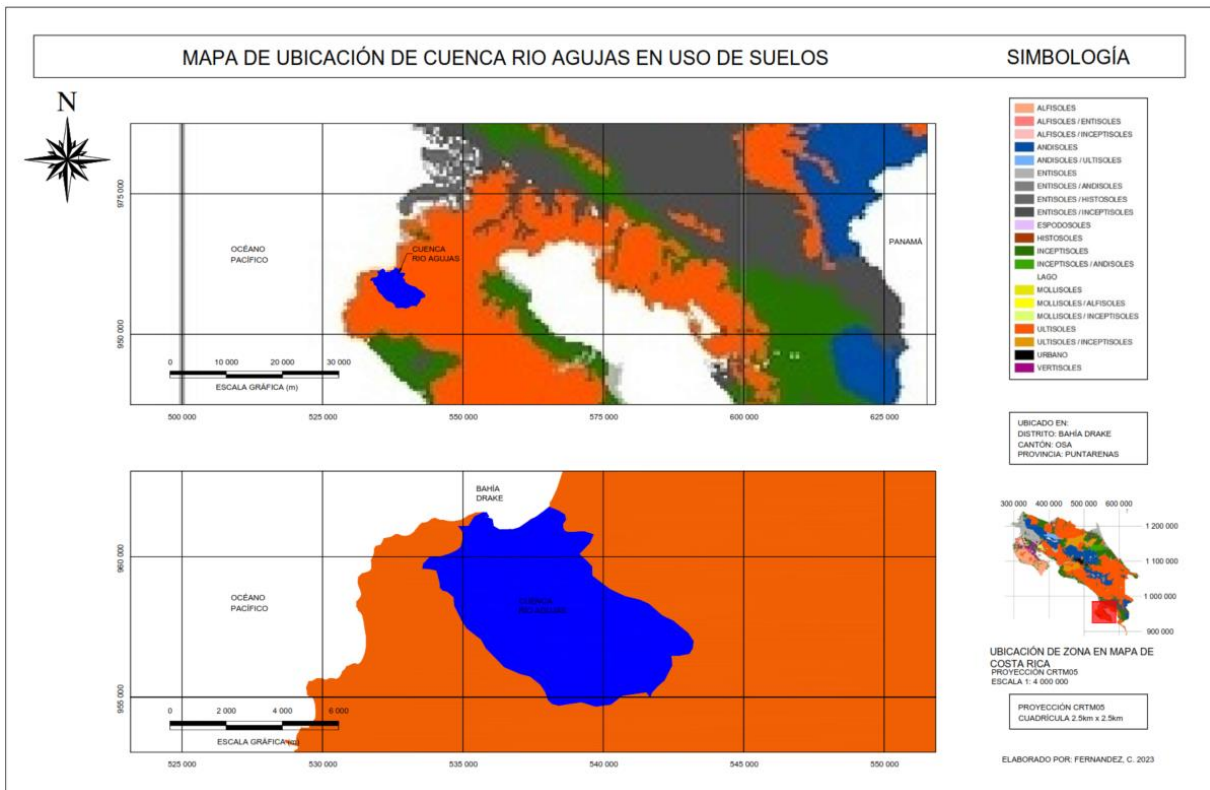 MAPA DE UBICACIÓN DE CUENCA RIO AGUJAS EN USO DE SUELOS
SIMBOLOGÍA
N
OCÉANO
PACÍFICO
CUENCA
RIO AGUJAS
PANAMÁ
975 000
950 000
0
10 000
20 000
30 000
ESCALA GRÁFICA (m)
500 000
525 000
550 000
575 000
600 000
625 000
ALFISOLES
ALFISOLES / ENTISOLES
ALFISOLES / INCEPTISOLES
ANDISOLES
ANDISOLES / ULTISOLES
ENTISOLES
ENTISOLES / ANDISOLES
ENTISOLES / HISTOSOLES
ENTISOLES / INCEPTISOLES
ESPODOSOLES
HISTOSOLES
INCEPTISOLES
INCEPTISOLES / ANDISOLES
LAGO
MOLLISOLES
MOLLISOLES / ALFISOLES
MOLLISOLES / INCEPTISOLES
ULTISOLES
ULTISOLES / INCEPTISOLES
URBANO
VERTISOLES
UBICADO EN:
DISTRITO: BAHÍA DRAKE
CANTÓN: OSA
PROVINCIA: PUNTARENAS
BAHÍA
DRAKE
OCÉANO
PACÍFICO
CUENCA
RIO AGUJAS
960 000
955 000
0
2 000
4 000
6 000
ESCALA GRÁFICA (m)
525 000
530 000
535 000
540 000
545 000
550 000
300 000
400 000
500 000
600 000
1 200 000
1 100 000
1 000 000
900 000
UBICACIÓN DE ZONA EN MAPA DE
COSTA RICA
PROYECCIÓN CRTM05
ESCALA 1: 4 000 000
PROYECCIÓN CRTM05
CUADRÍCULA 2.5km x 2.5km
ELABORADO POR: FERNANDEZ, C. 2023